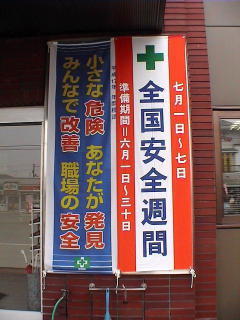 七月一日〜七日
全国安全週間
準備期間＝六月一日〜三十日
小さな危険 あなたが発見
みんなで改善 職場の安全